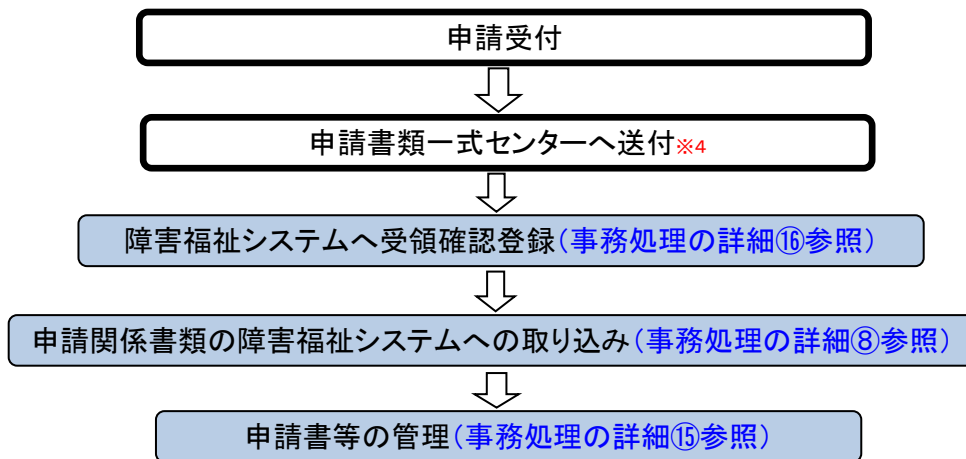 申請受付
申請書類一式センターへ送付※4
障害福祉システムへ受領確認登録(事務処理の詳細⑯参照)
申請関係書類の障害福祉システムへの取り込み(事務処理の詳細⑧参照)
申請書等の管理(事務処理の詳細⑮参照)